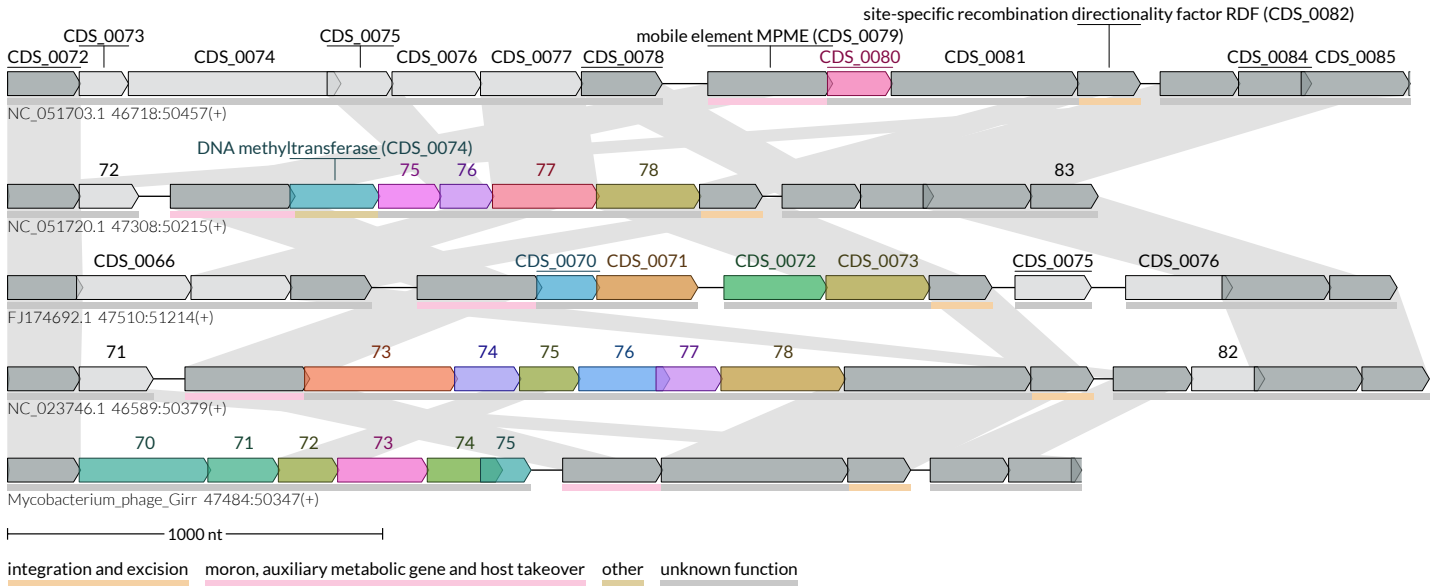 site-specific recombination directionality factor RDF (CDS_0082)
CDS_0073 CDS_0075 mobile element MPME (CDS_0079)
CDS_0072 CDS_0074 CDS_0076 CDS_0077 CDS_0078 CDS_0080 CDS_0081 CDS_0084 CDS_0085
NC_051703.1 46718:50457(+)
DNA methyltransferase (CDS_0074)
72 75 76 77 78 83
NC_051720.1 47308:50215(+)
CDS_0066 CDS_0070 CDS_0071 CDS_0072 CDS_0073 CDS_0075 CDS_0076
FJ174692.1 47510:51214(+)
71 73 74 75 76 77 78 82
NC_023746.1 46589:50379(+)
70 71 72 73 74 75
Mycobacterium_phage_Girr 47484:50347(+)
1000 nt
integration and excision moron, auxiliary metabolic gene and host takeover other unknown function